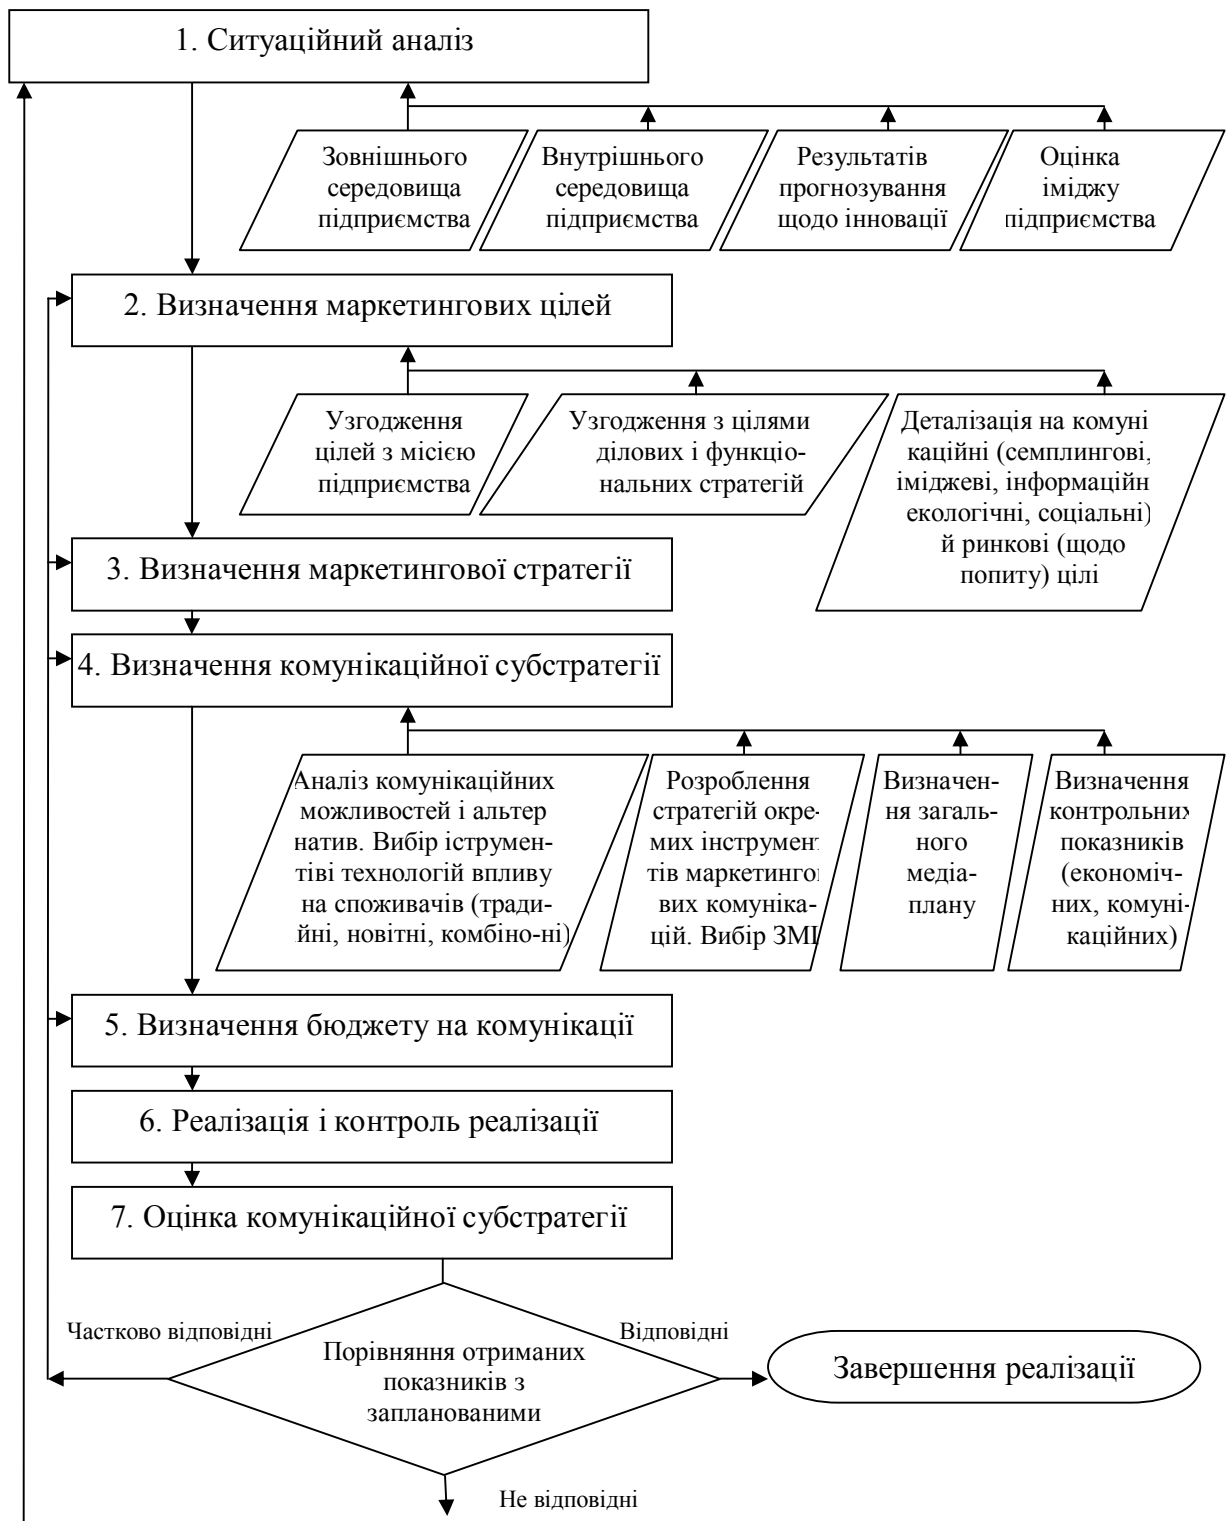 1. Ситуаційний аналіз
Зовнішнього
середовища
підприємства
Внутрішнього
середовища
підприємства
Результатів
прогнозування
щодо інновації
Оцінка
іміджу
підприємства
2. Визначення маркетингових цілей
Узгодження
цілей з місією
підприємства
Узгодження з цілями
ділових і функціо-
нальних стратегій
Деталізація на комуні
каційні (семплингові,
іміджеві, інформаційн
екологічні, соціальні)
й ринкові (щодо
попиту) цілі
3. Визначення маркетингової стратегії
4. Визначення комунікаційної субстратегії
Аналіз комунікаційних
можливостей і альтер
натив. Вибір іструмен-
тіві технологій впливу
на споживачів (тради-
йні, новітні, комбіно-ні)
Розроблення
стратегій окре-
мих інструмен
тів маркетинго
вих комуніка-
цій. Вибір ЗМІ
Визначен-
ня загаль-
ного
медіа-
плану
Визначення
контрольних
показників
(економіч-
них, комуні-
каційних)
5. Визначення бюджету на комунікації
6. Реалізація і контроль реалізації
7. Оцінка комунікаційної субстратегії
Частково відповідні
Відповідні
Порівняння отриманих
показників з
запланованими
Завершення реалізації
Не відповідні